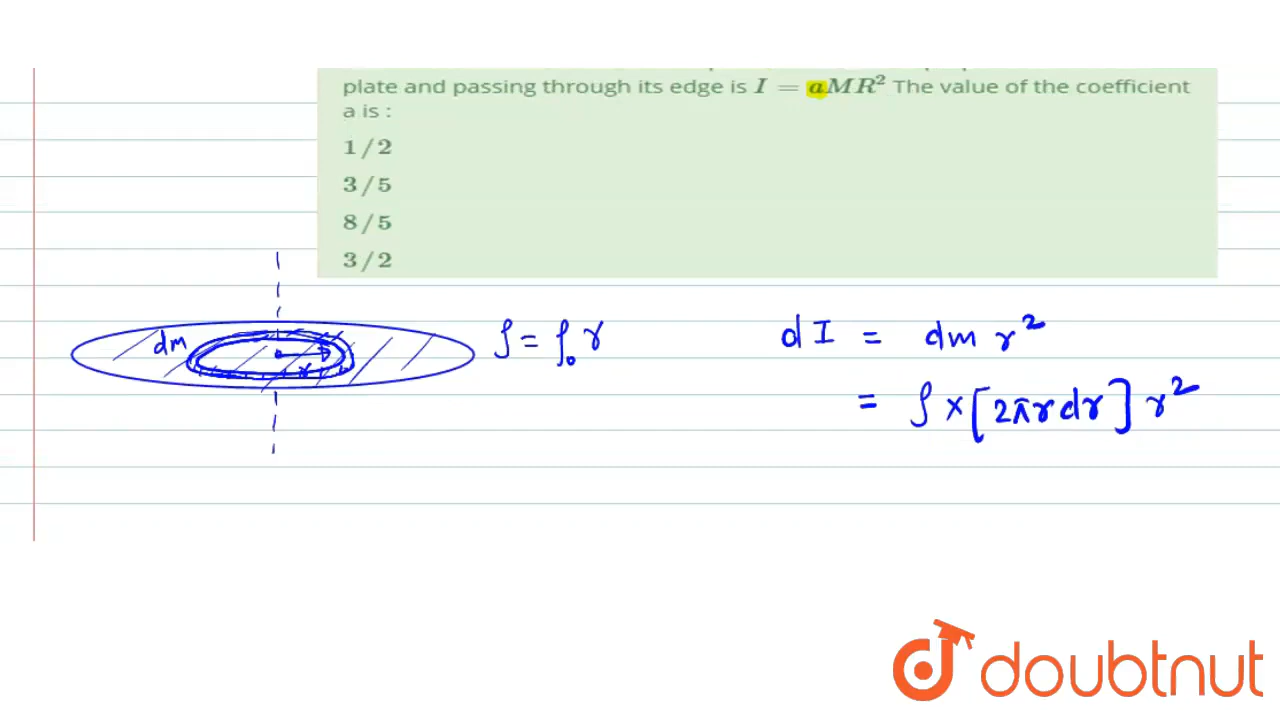 plate and passing through its edge is I = aMR² The value of the coefficient
a is :
1 / 2
3 / 5
8 / 5
3 / 2
dm
r
ρ = ρ₀ r
dI = dm r²
= ρ × [2πr dr] r²
doubtnut